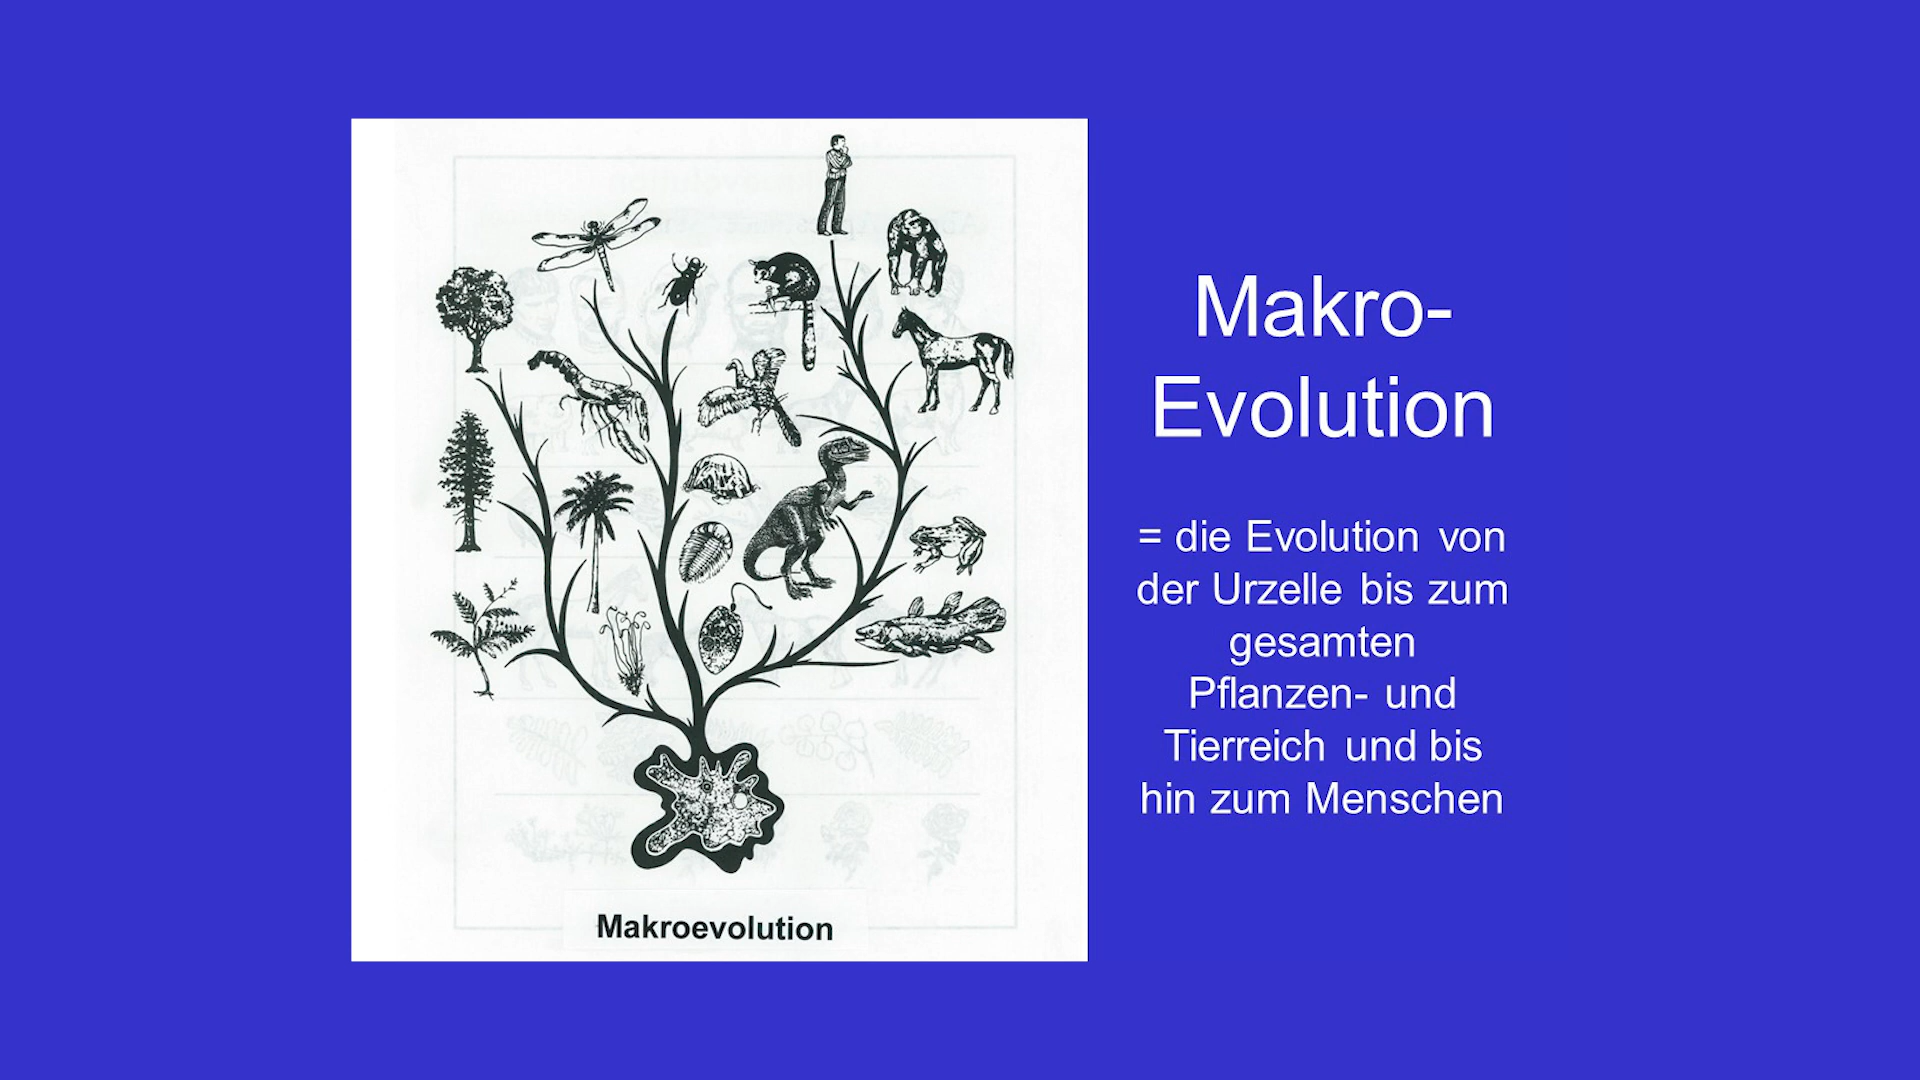 Makro-
Evolution
= die Evolution von
der Urzelle bis zum
gesamten
Pflanzen- und
Tierreich und bis
hin zum Menschen
Makroevolution